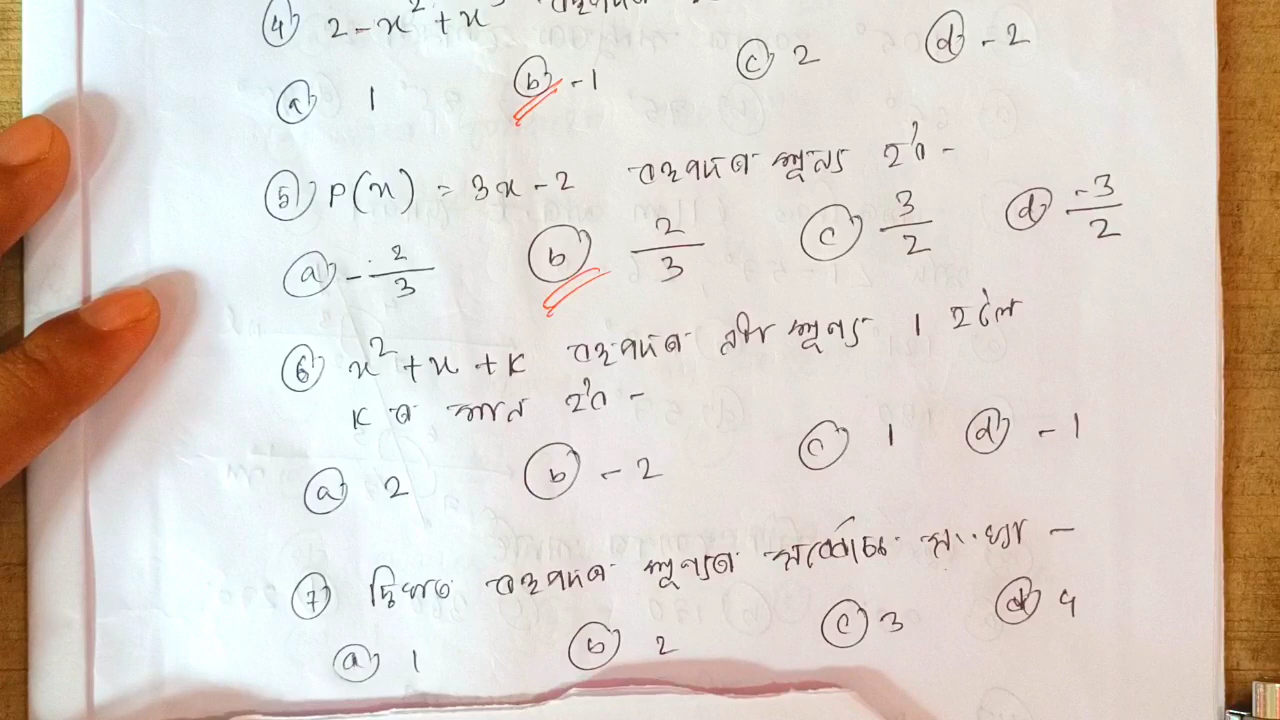 ④ 2 - x² + x³
ⓐ 1 ⓑ -1 ⓒ 2 ⓓ -2
⑤ P(x) = 3x - 2 বহুপদৰ শূন্য হ'ব -
ⓐ -2/3 ⓑ 2/3 ⓒ 3/2 ⓓ -3/2
⑥ x² + x + K বহুপদৰ এটা শূন্য 1 হ'লে
K ৰ মান হ'ব -
ⓐ 2 ⓑ -2 ⓒ 1 ⓓ -1
⑦ দ্বিঘাত বহুপদৰ শূন্যৰ সৰ্বোচ্চ সংখ্যা -
ⓐ 1 ⓑ 2 ⓒ 3 ⓓ 4